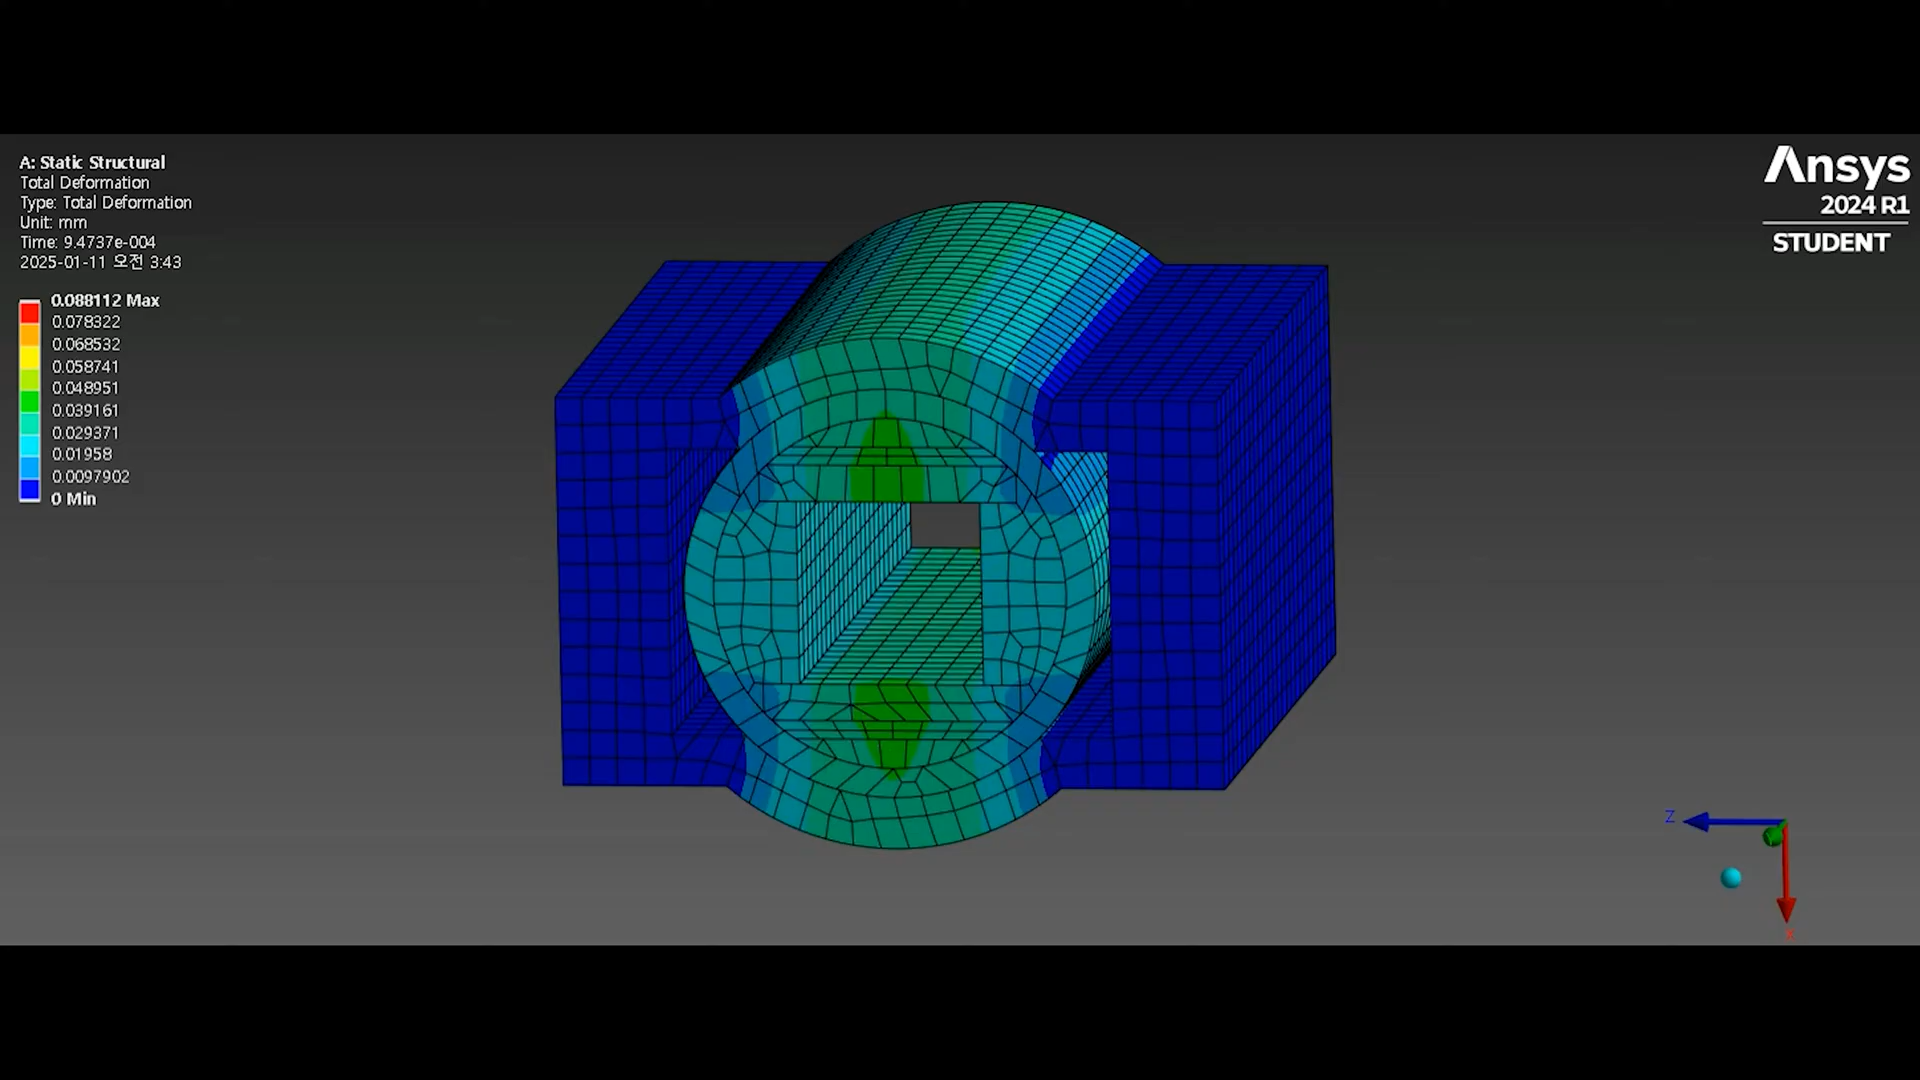 A: Static Structural
Total Deformation
Type: Total Deformation
Unit: mm
Time: 9.4737e-004
2025-01-11 오전 3:43
0.088112 Max
0.078322
0.068532
0.058741
0.048951
0.039161
0.029371
0.01958
0.0097902
0 Min
Ansys
2024 R1
STUDENT
Z
X